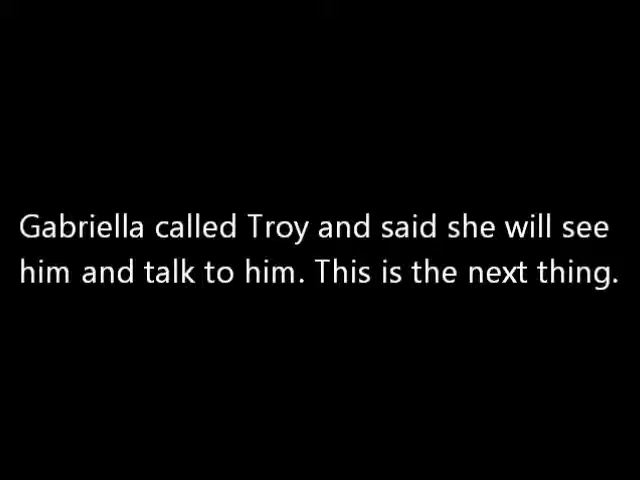 Gabriella called Troy and said she will see
him and talk to him. This is the next thing.